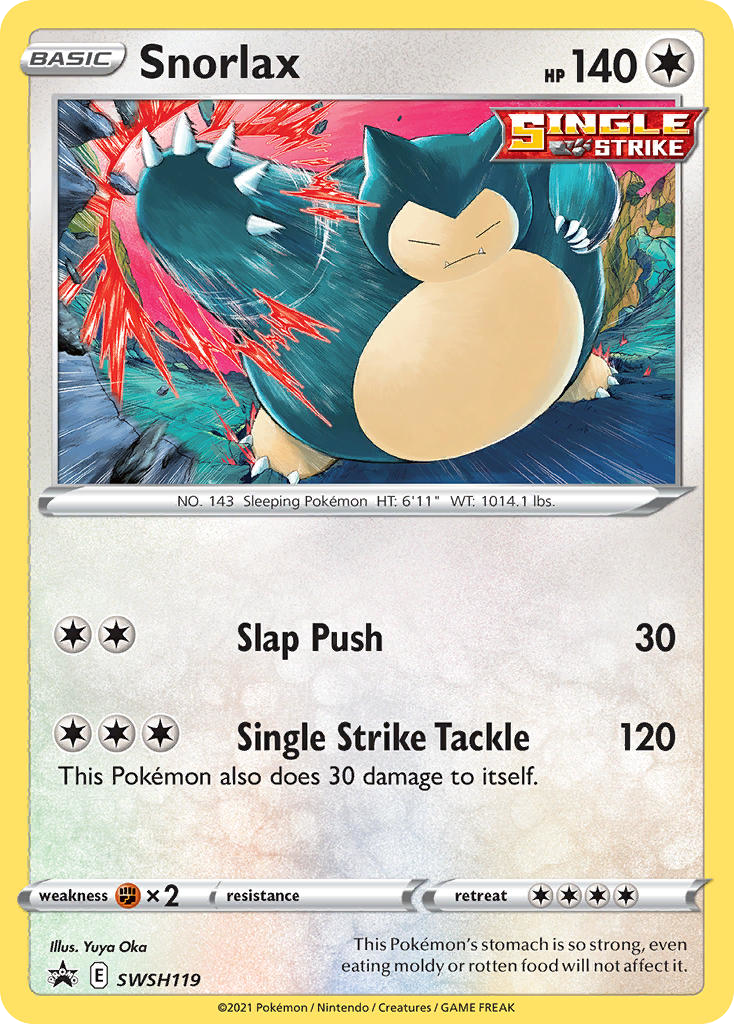 BASIC Snorlax HP 140
SINGLE
STRIKE
NO. 143 Sleeping Pokémon HT: 6'11" WT: 1014.1 lbs.
Slap Push 30
Single Strike Tackle 120
This Pokémon also does 30 damage to itself.
weakness ×2 resistance retreat
Illus. Yuya Oka
This Pokémon's stomach is so strong, even
eating moldy or rotten food will not affect it.
E SWSH119
©2021 Pokémon / Nintendo / Creatures / GAME FREAK